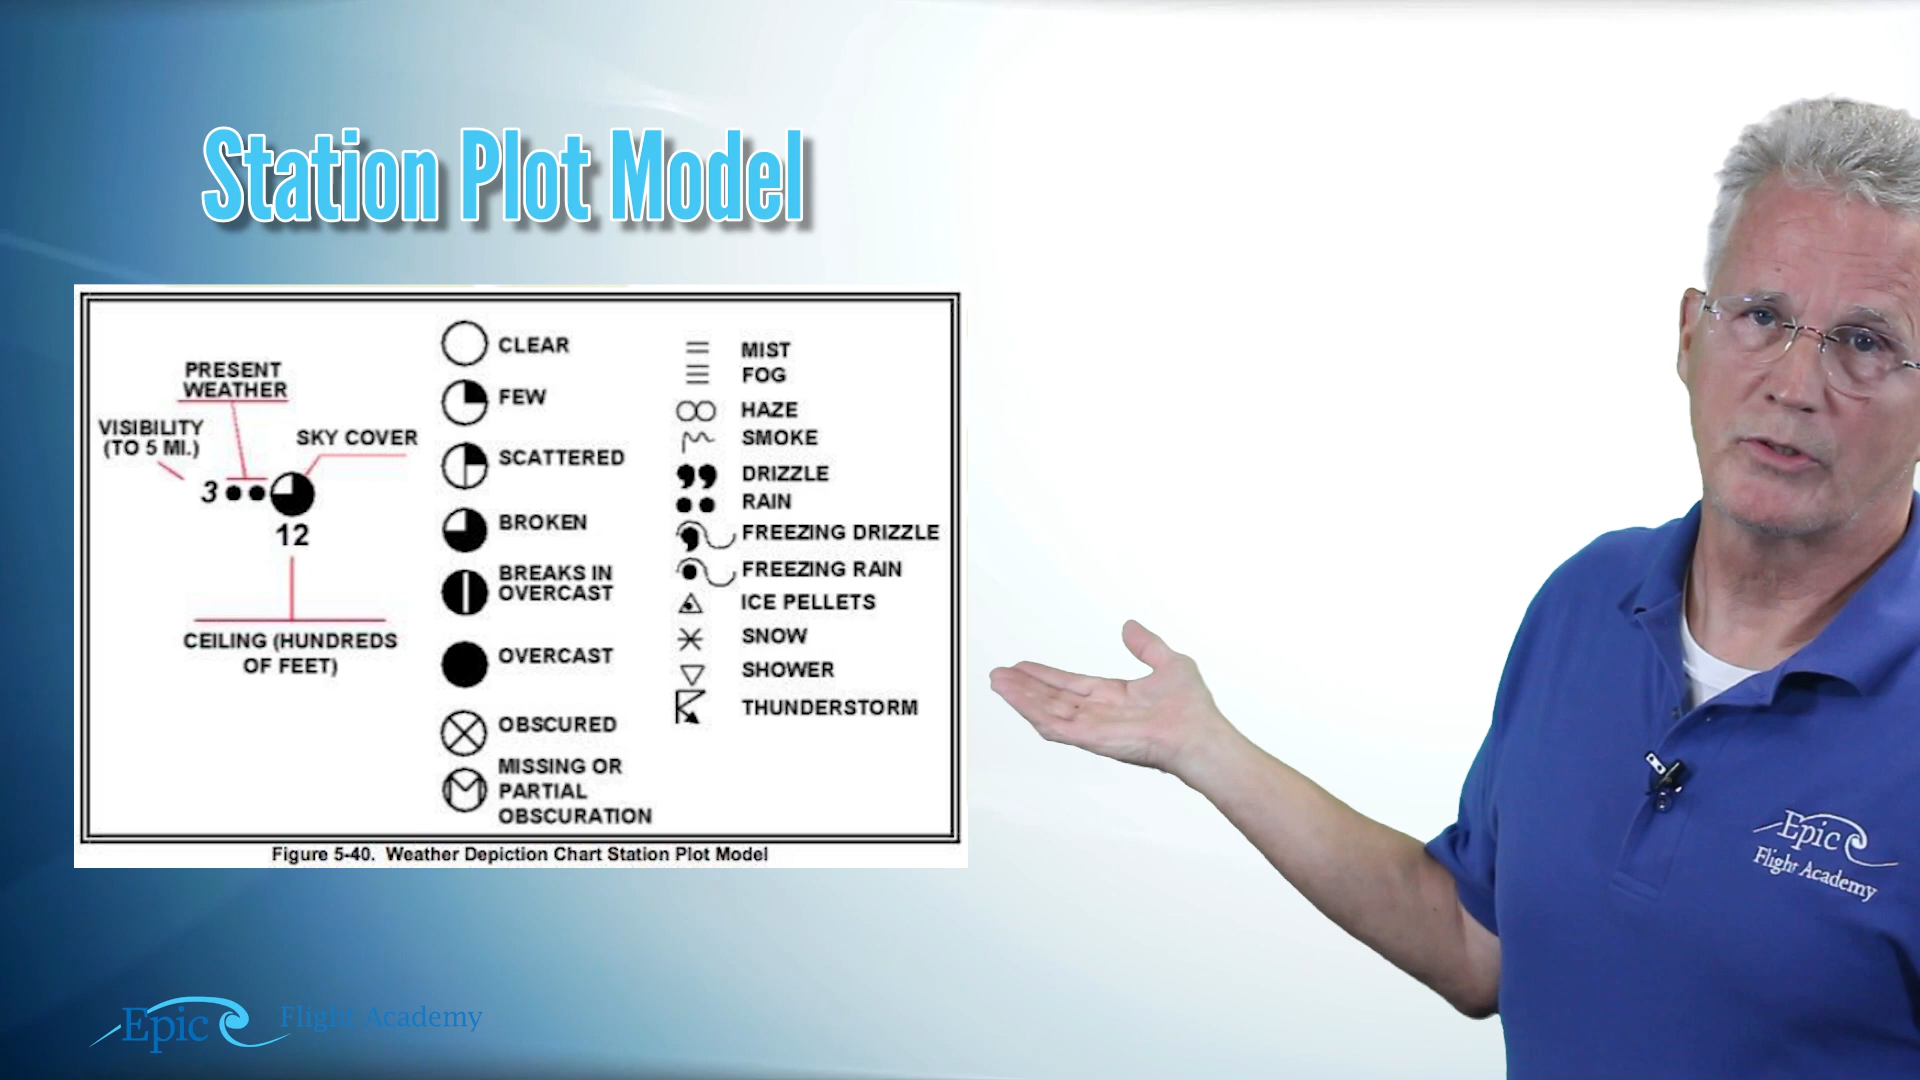 Station Plot Model
PRESENT
WEATHER
VISIBILITY
(TO 5 MI.)
SKY COVER
3
12
CEILING (HUNDREDS
OF FEET)
CLEAR
FEW
SCATTERED
BROKEN
BREAKS IN
OVERCAST
OVERCAST
OBSCURED
MISSING OR
PARTIAL
OBSCURATION
MIST
FOG
HAZE
SMOKE
DRIZZLE
RAIN
FREEZING DRIZZLE
FREEZING RAIN
ICE PELLETS
SNOW
SHOWER
THUNDERSTORM
Figure 5-40. Weather Depiction Chart Station Plot Model
Epic
Flight Academy
Epic Flight Academy